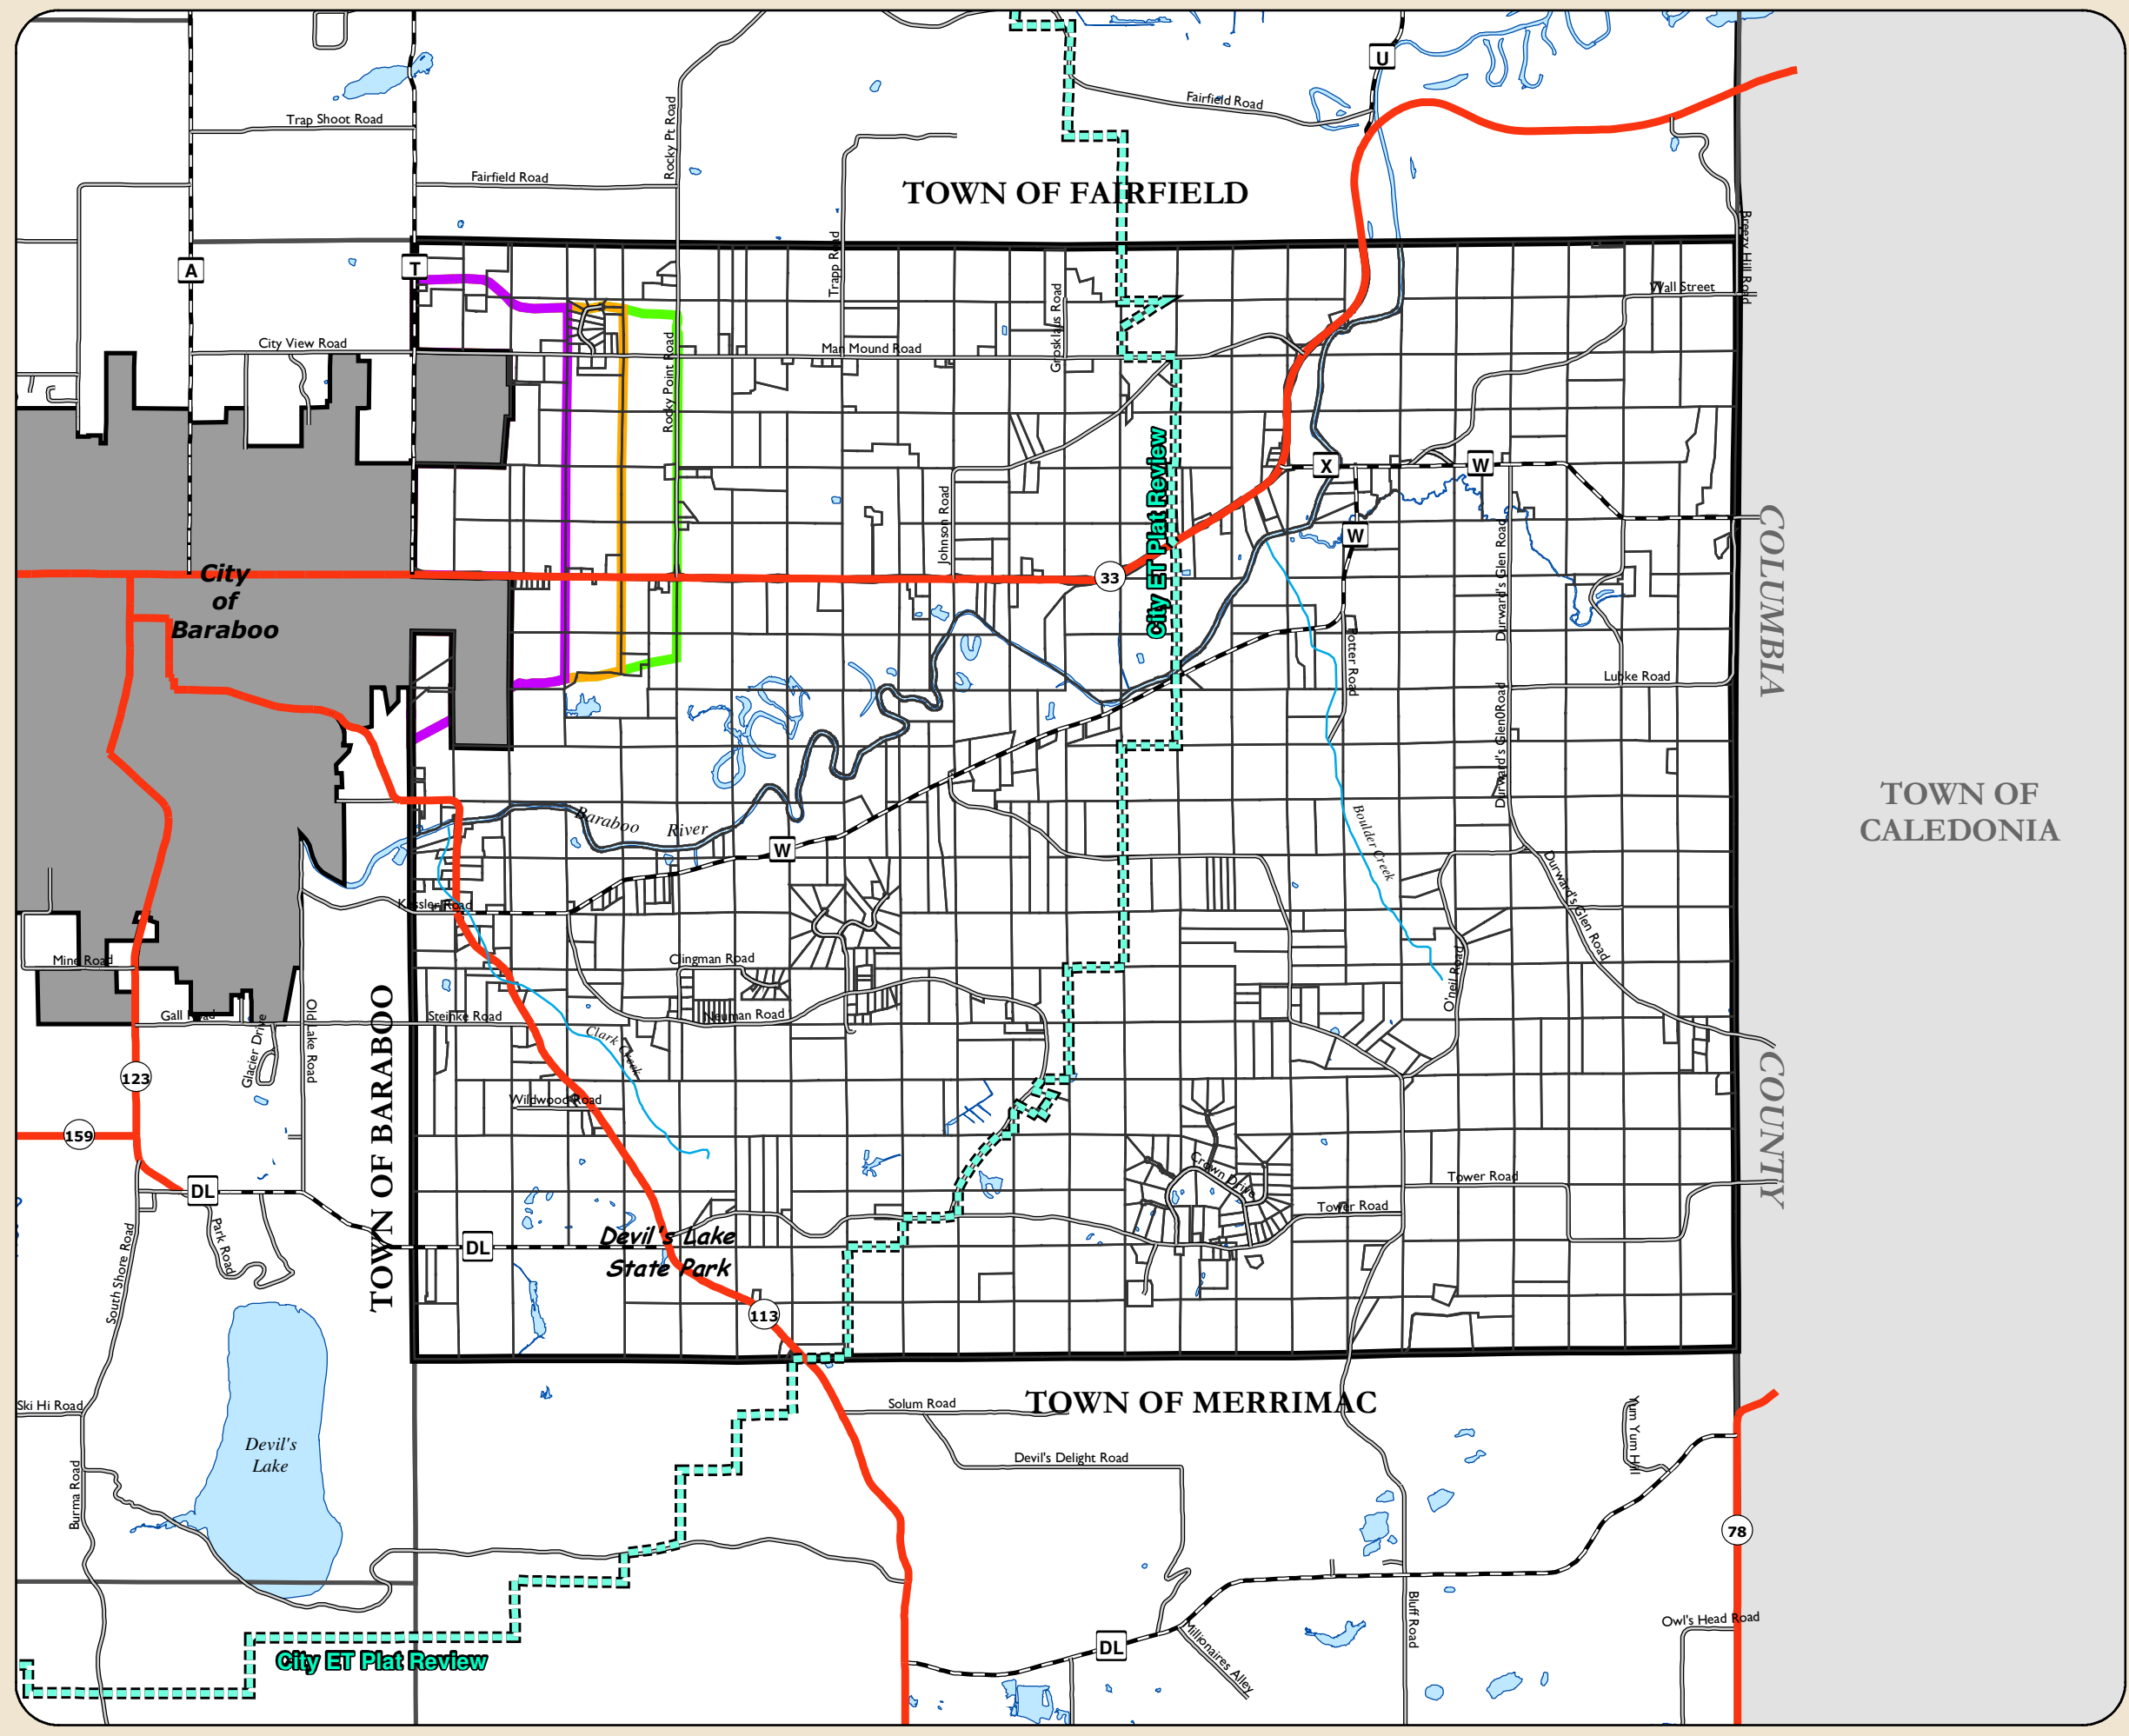 U
Fairfield Road
Trap Shoot Road
Rocky Pt Road
Fairfield Road
TOWN OF FAIRFIELD
Breezy Hill Road
A
T
Trapp Road
Wall Street
Grosklaus Road
City View Road
Man Mound Road
Rocky Point Road
X
W
City ET Plat Review
Johnson Road
W
COLUMBIA
Durward's Glen Road
City
of
Baraboo
33
Potter Road
Lubke Road
Durward's Glen0Road
TOWN OF
CALEDONIA
Baraboo River
W
Boulder Creek
Durward's Glen Road
Kessler Road
Mine Road
Clingman Road
O'neil Road
Old Lake Road
Gall Road
Steinke Road
Neuman Road
Glacier Drive
Clark Creek
TOWN OF BARABOO
123
COUNTY
Wildwood Road
159
Crown Drive
Tower Road
DL
Tower Road
Park Road
South Shore Road
DL
Devil's Lake
State Park
113
Ski Hi Road
Solum Road
TOWN OF MERRIMAC
Yum Yum Hill
Devil's
Lake
Devil's Delight Road
Burma Road
78
Bluff Road
Owl's Head Road
DL
Millionaires Alley
City ET Plat Review